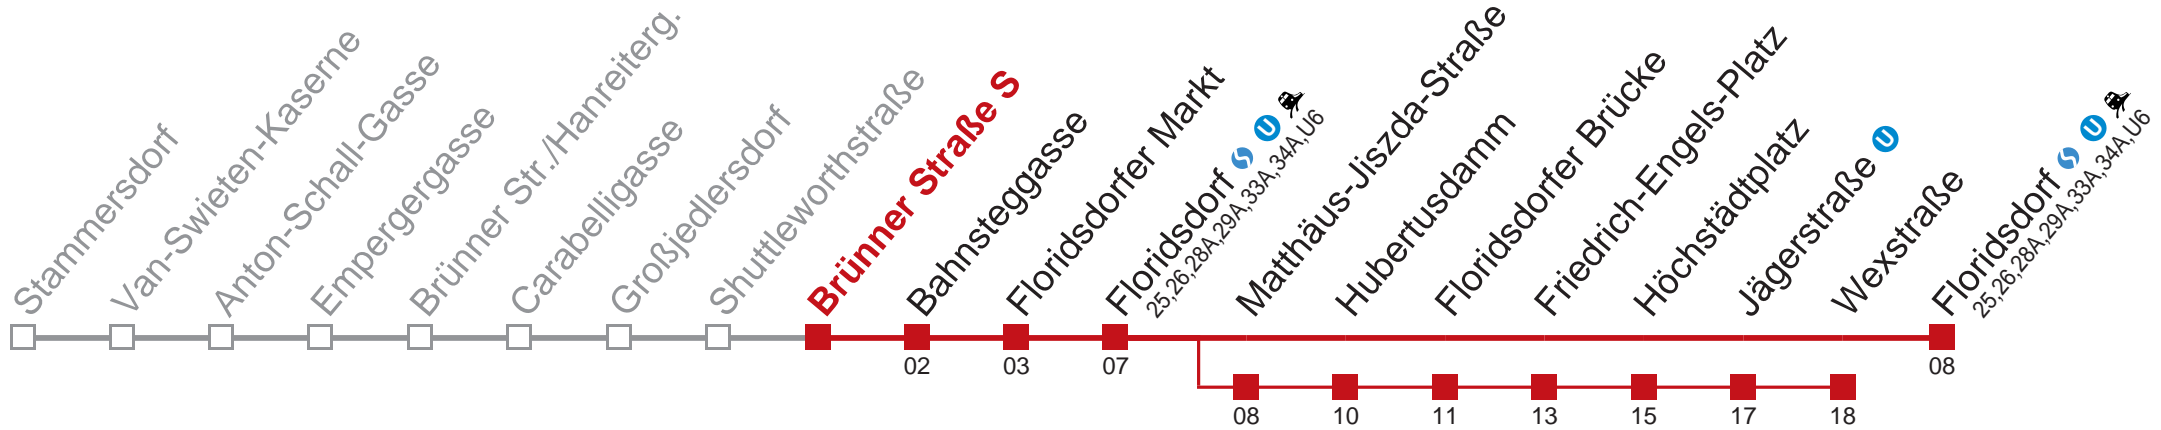 Stammersdorf
Van-Swieten-Kaserne
Anton-Schall-Gasse
Empergergasse
Brünner Str./Hanreiterg.
Carabelligasse
Großjedlersdorf
Shuttleworthstraße
Brünner Straße S
Bahnsteggasse
Floridsdorfer Markt
Floridsdorf U
25,26,28A,29A,33A,34A,U6
Matthäus-Jiszda-Straße
Hubertusdamm
Floridsdorfer Brücke
Friedrich-Engels-Platz
Höchstädtplatz
Jägerstraße U
Wexstraße
Floridsdorf U
25,26,28A,29A,33A,34A,U6
02 03 07 08
08 10 11 13 15 17 18